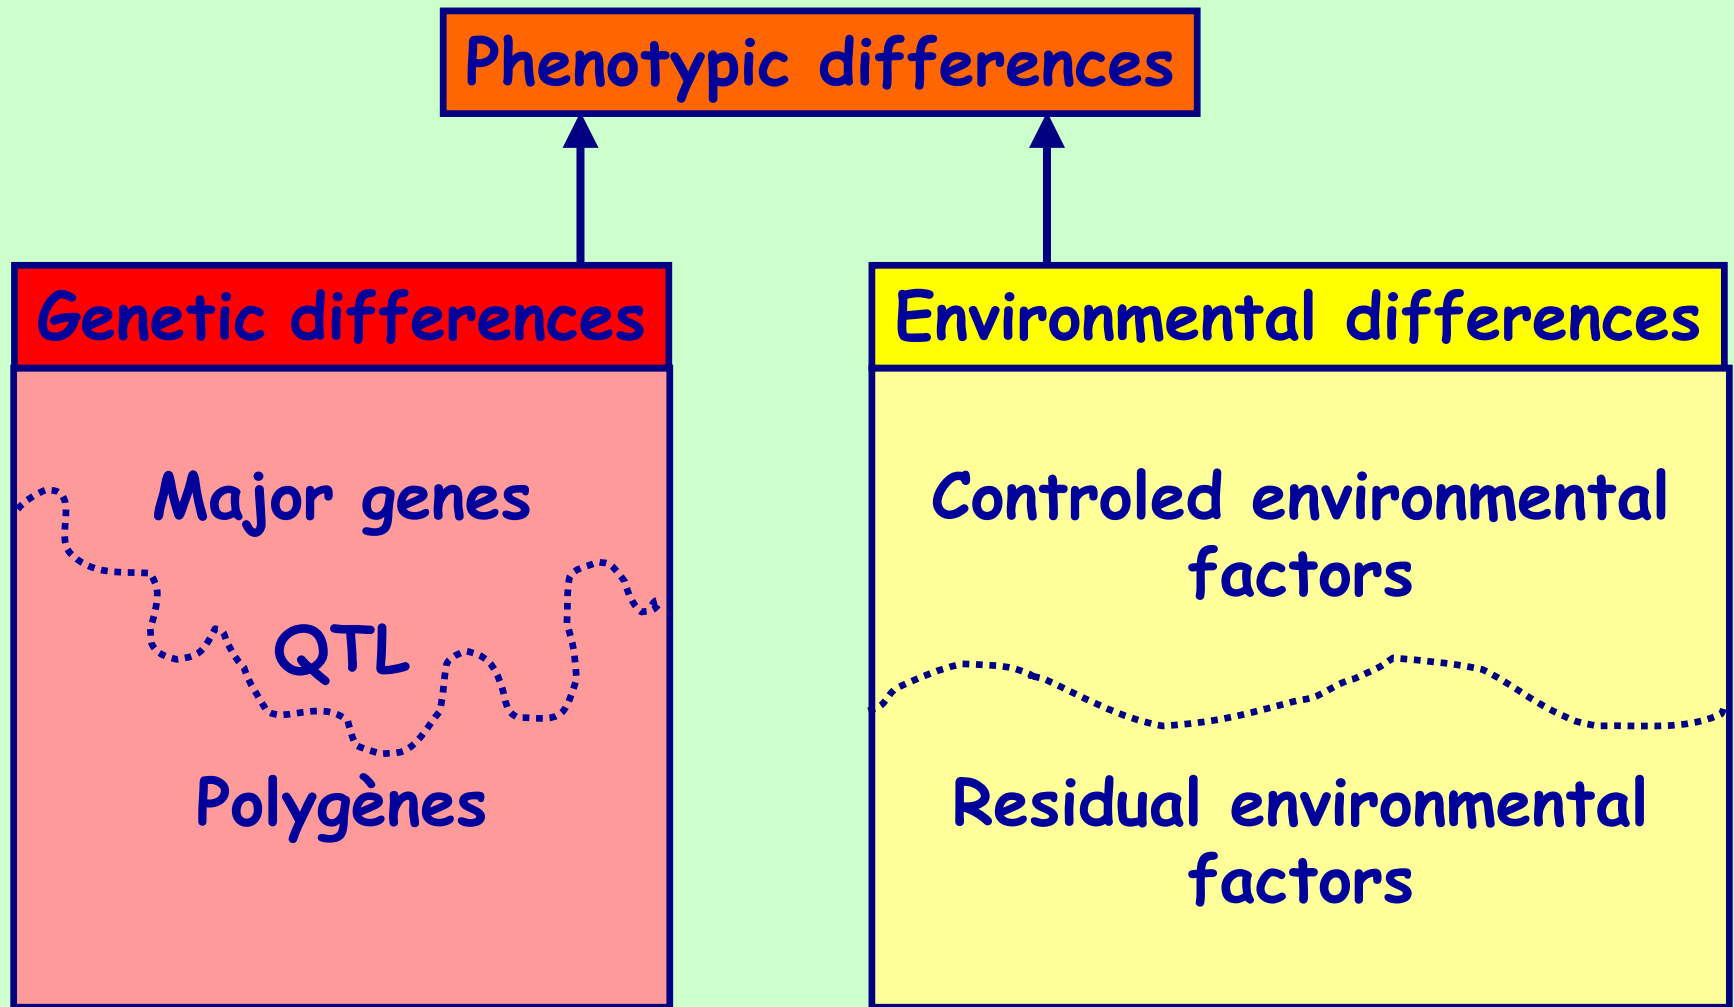 Phenotypic differences
Genetic differences
Major genes
QTL
Polygènes
Environmental differences
Controled environmental
factors
Residual environmental
factors